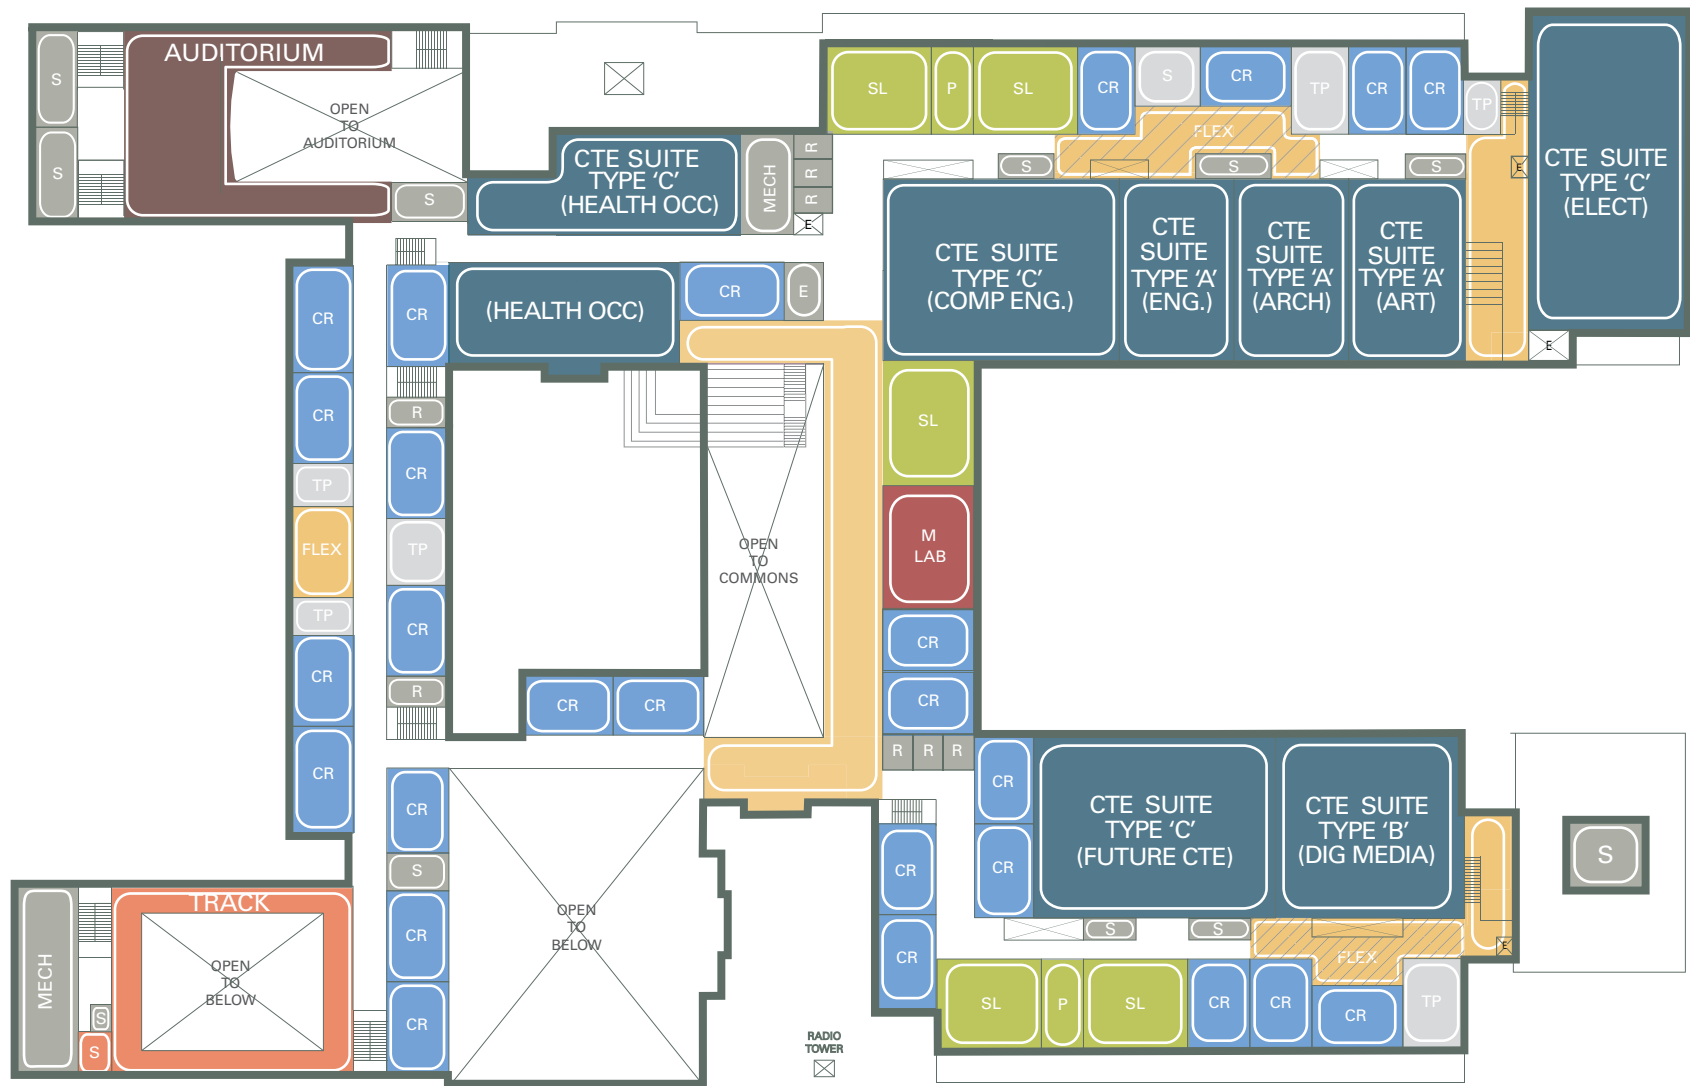 AUDITORIUM
S
OPEN
TO
AUDITORIUM
S
S
CTE SUITE
TYPE ‘C’
(HEALTH OCC)
MECH
R
R
R
E
SL
P
SL
CR
S
CR
TP
CR
CR
TP
FLEX
S
S
S
E
CTE SUITE
TYPE ‘C’
(ELECT)
CTE SUITE
TYPE ‘C’
(COMP ENG.)
CTE
SUITE
TYPE ‘A’
(ENG.)
CTE
SUITE
TYPE ‘A’
(ARCH)
CTE
SUITE
TYPE ‘A’
(ART)
E
CR
CR
(HEALTH OCC)
CR
E
CR
R
CR
TP
FLEX
TP
CR
CR
TP
CR
R
CR
CR
OPEN
TO
COMMONS
SL
M
LAB
CR
CR
R
R
R
CR
CR
CTE SUITE
TYPE ‘C’
(FUTURE CTE)
CTE SUITE
TYPE ‘B’
(DIG MEDIA)
S
S
FLEX
E
S
CR
CR
SL
P
SL
CR
CR
CR
TP
CR
S
CR
CR
OPEN
TO
BELOW
TRACK
OPEN
TO
BELOW
MECH
S
S
RADIO
TOWER